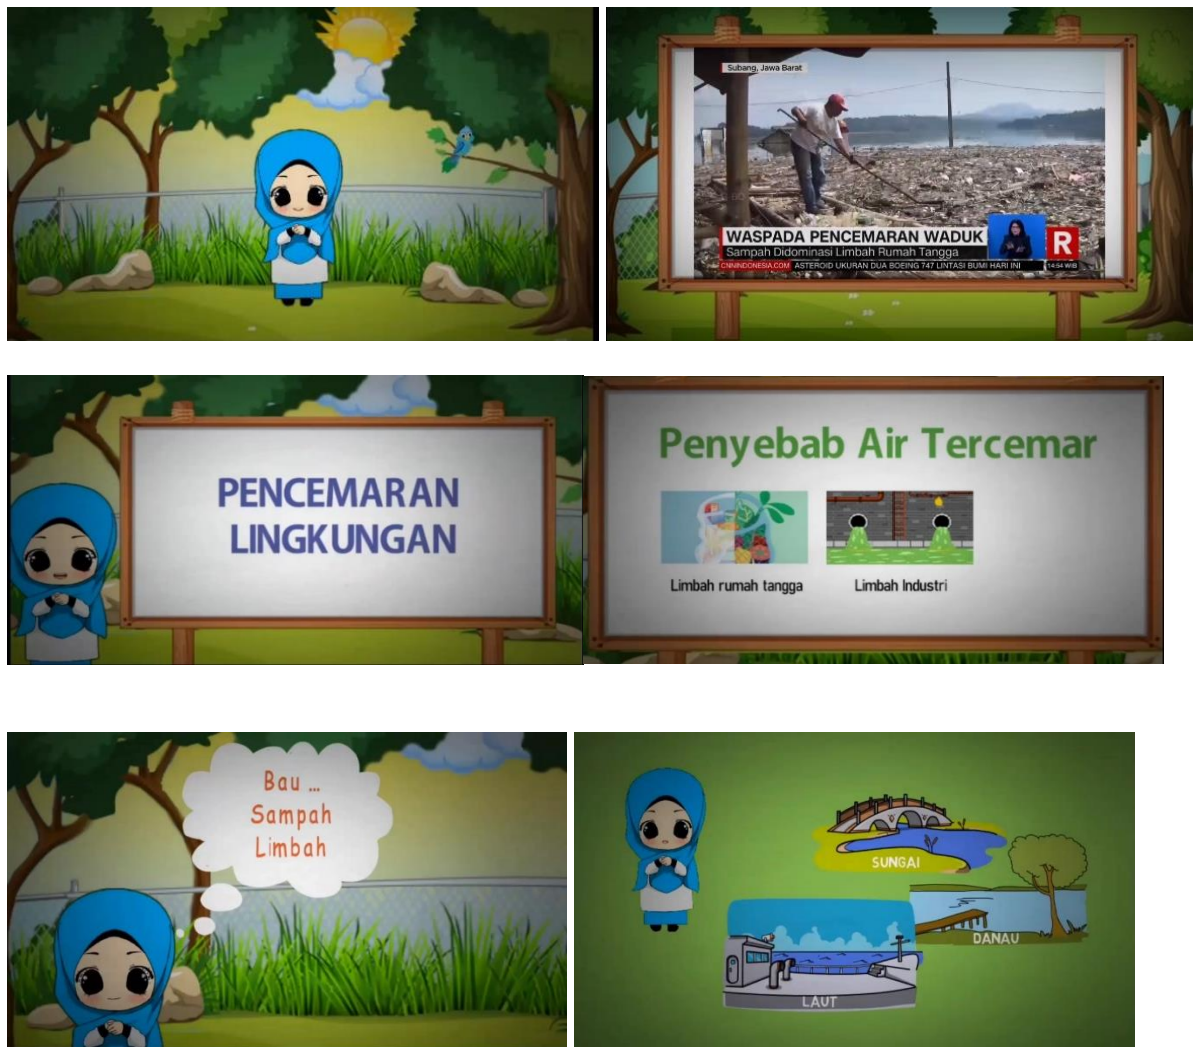 Subang, Jawa Barat
WASPADA PENCEMARAN WADUK
R
Sampah Didominasi Limbah Rumah Tangga
CNNINDONESIA.COM ASTEROID UKURAN DUA BOEING 747 LINTASI BUMI HARI INI 14:54 WIB
PENCEMARAN
LINGKUNGAN
Penyebab Air Tercemar
Limbah rumah tangga
Limbah Industri
Bau ...
Sampah
Limbah
SUNGAI
DANAU
LAUT